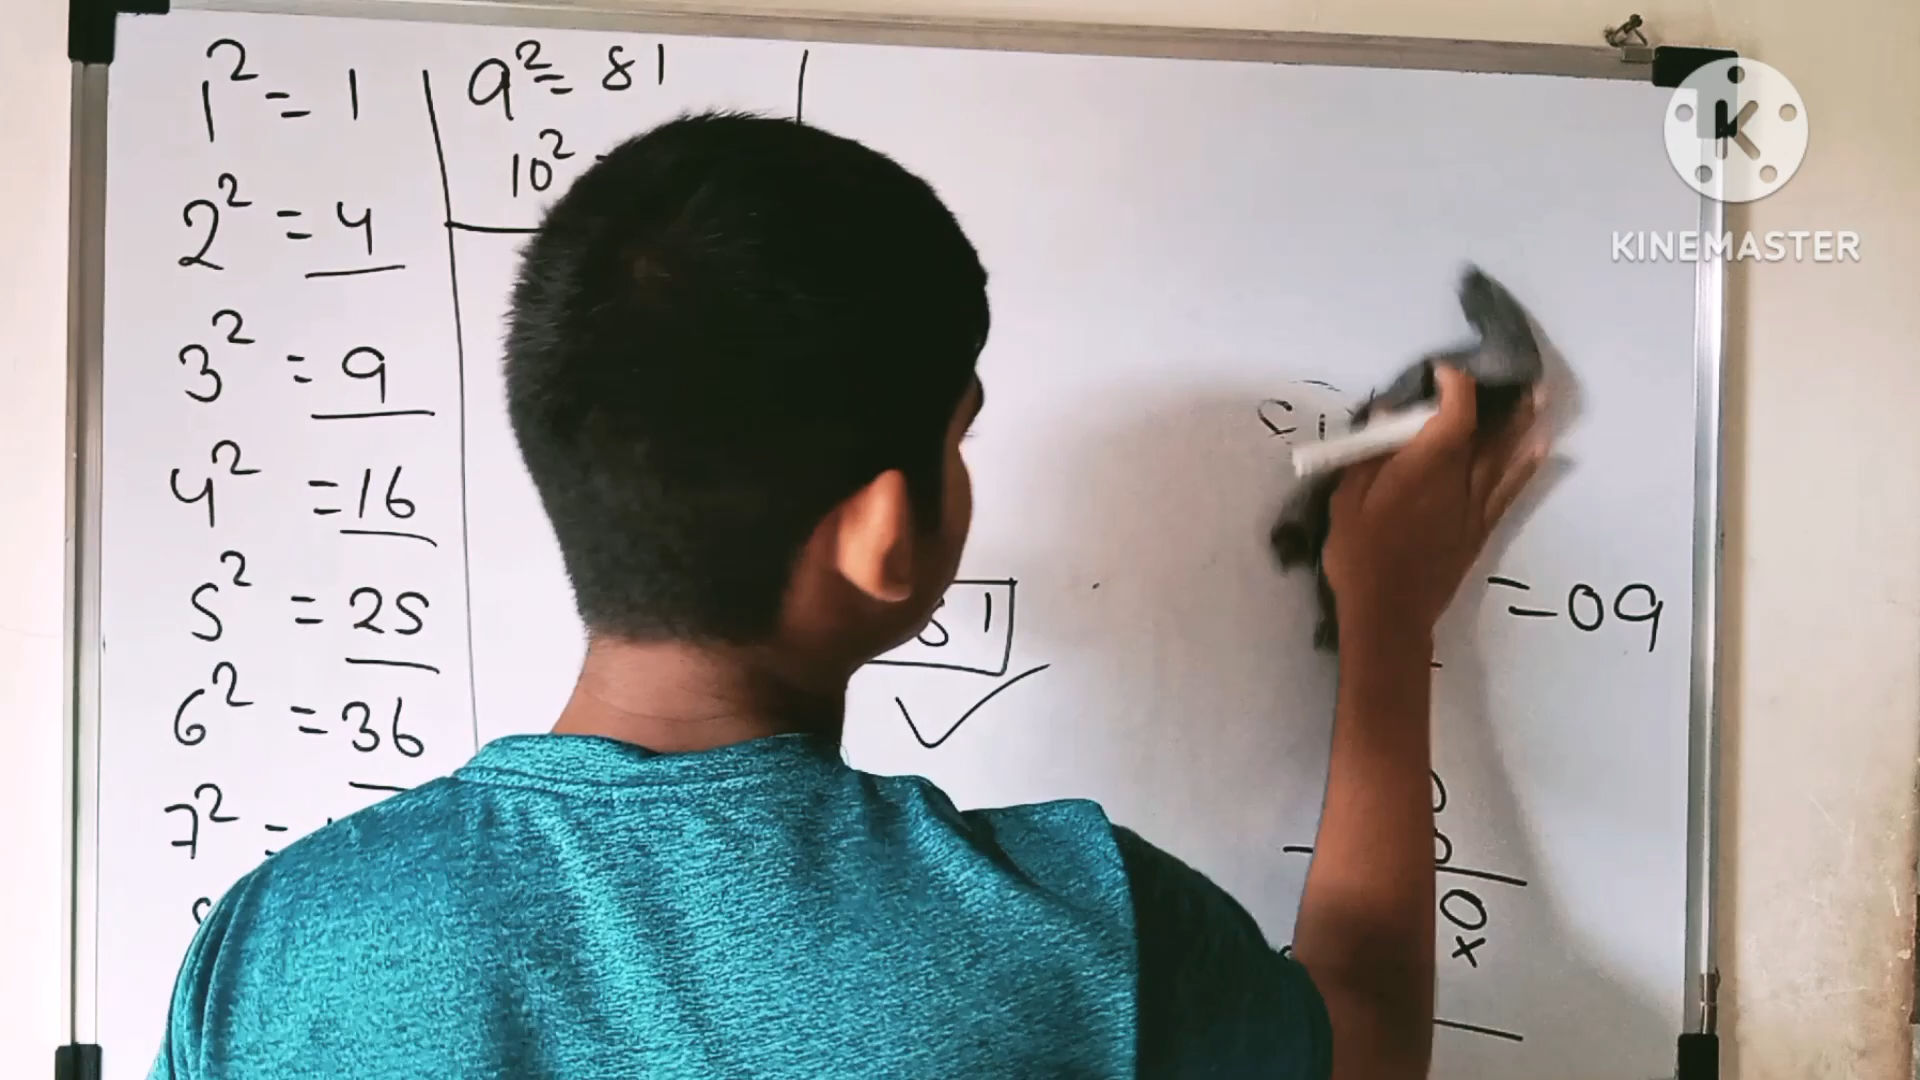 1² = 1
2² = 4
3² = 9
4² = 16
5² = 25
6² = 36
7² =
9² = 81
10²
81
= 09
x0
KINEMASTER